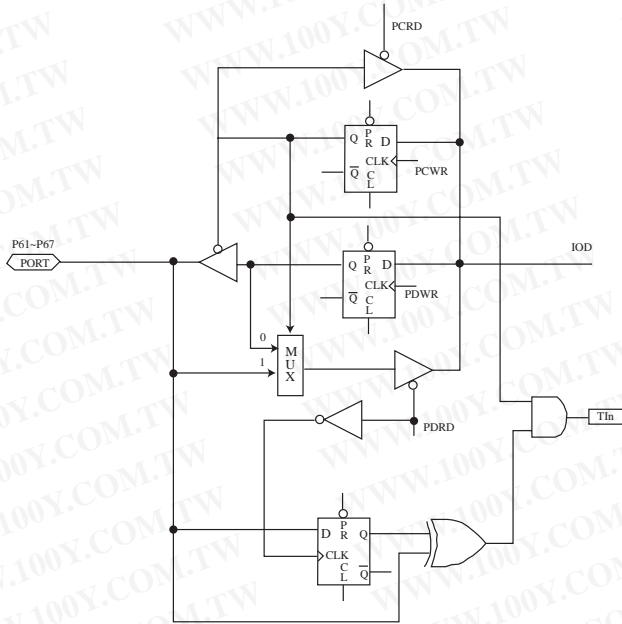 PCRD
Q P R D
CLK
Q C L
PCWR
P61~P67
PORT
IOD
Q P R D
CLK
Q C L
PDWR
0
1
M U X
PDRD
TIn
D P R Q
CLK
C L Q
WWW.100Y.COM.TW